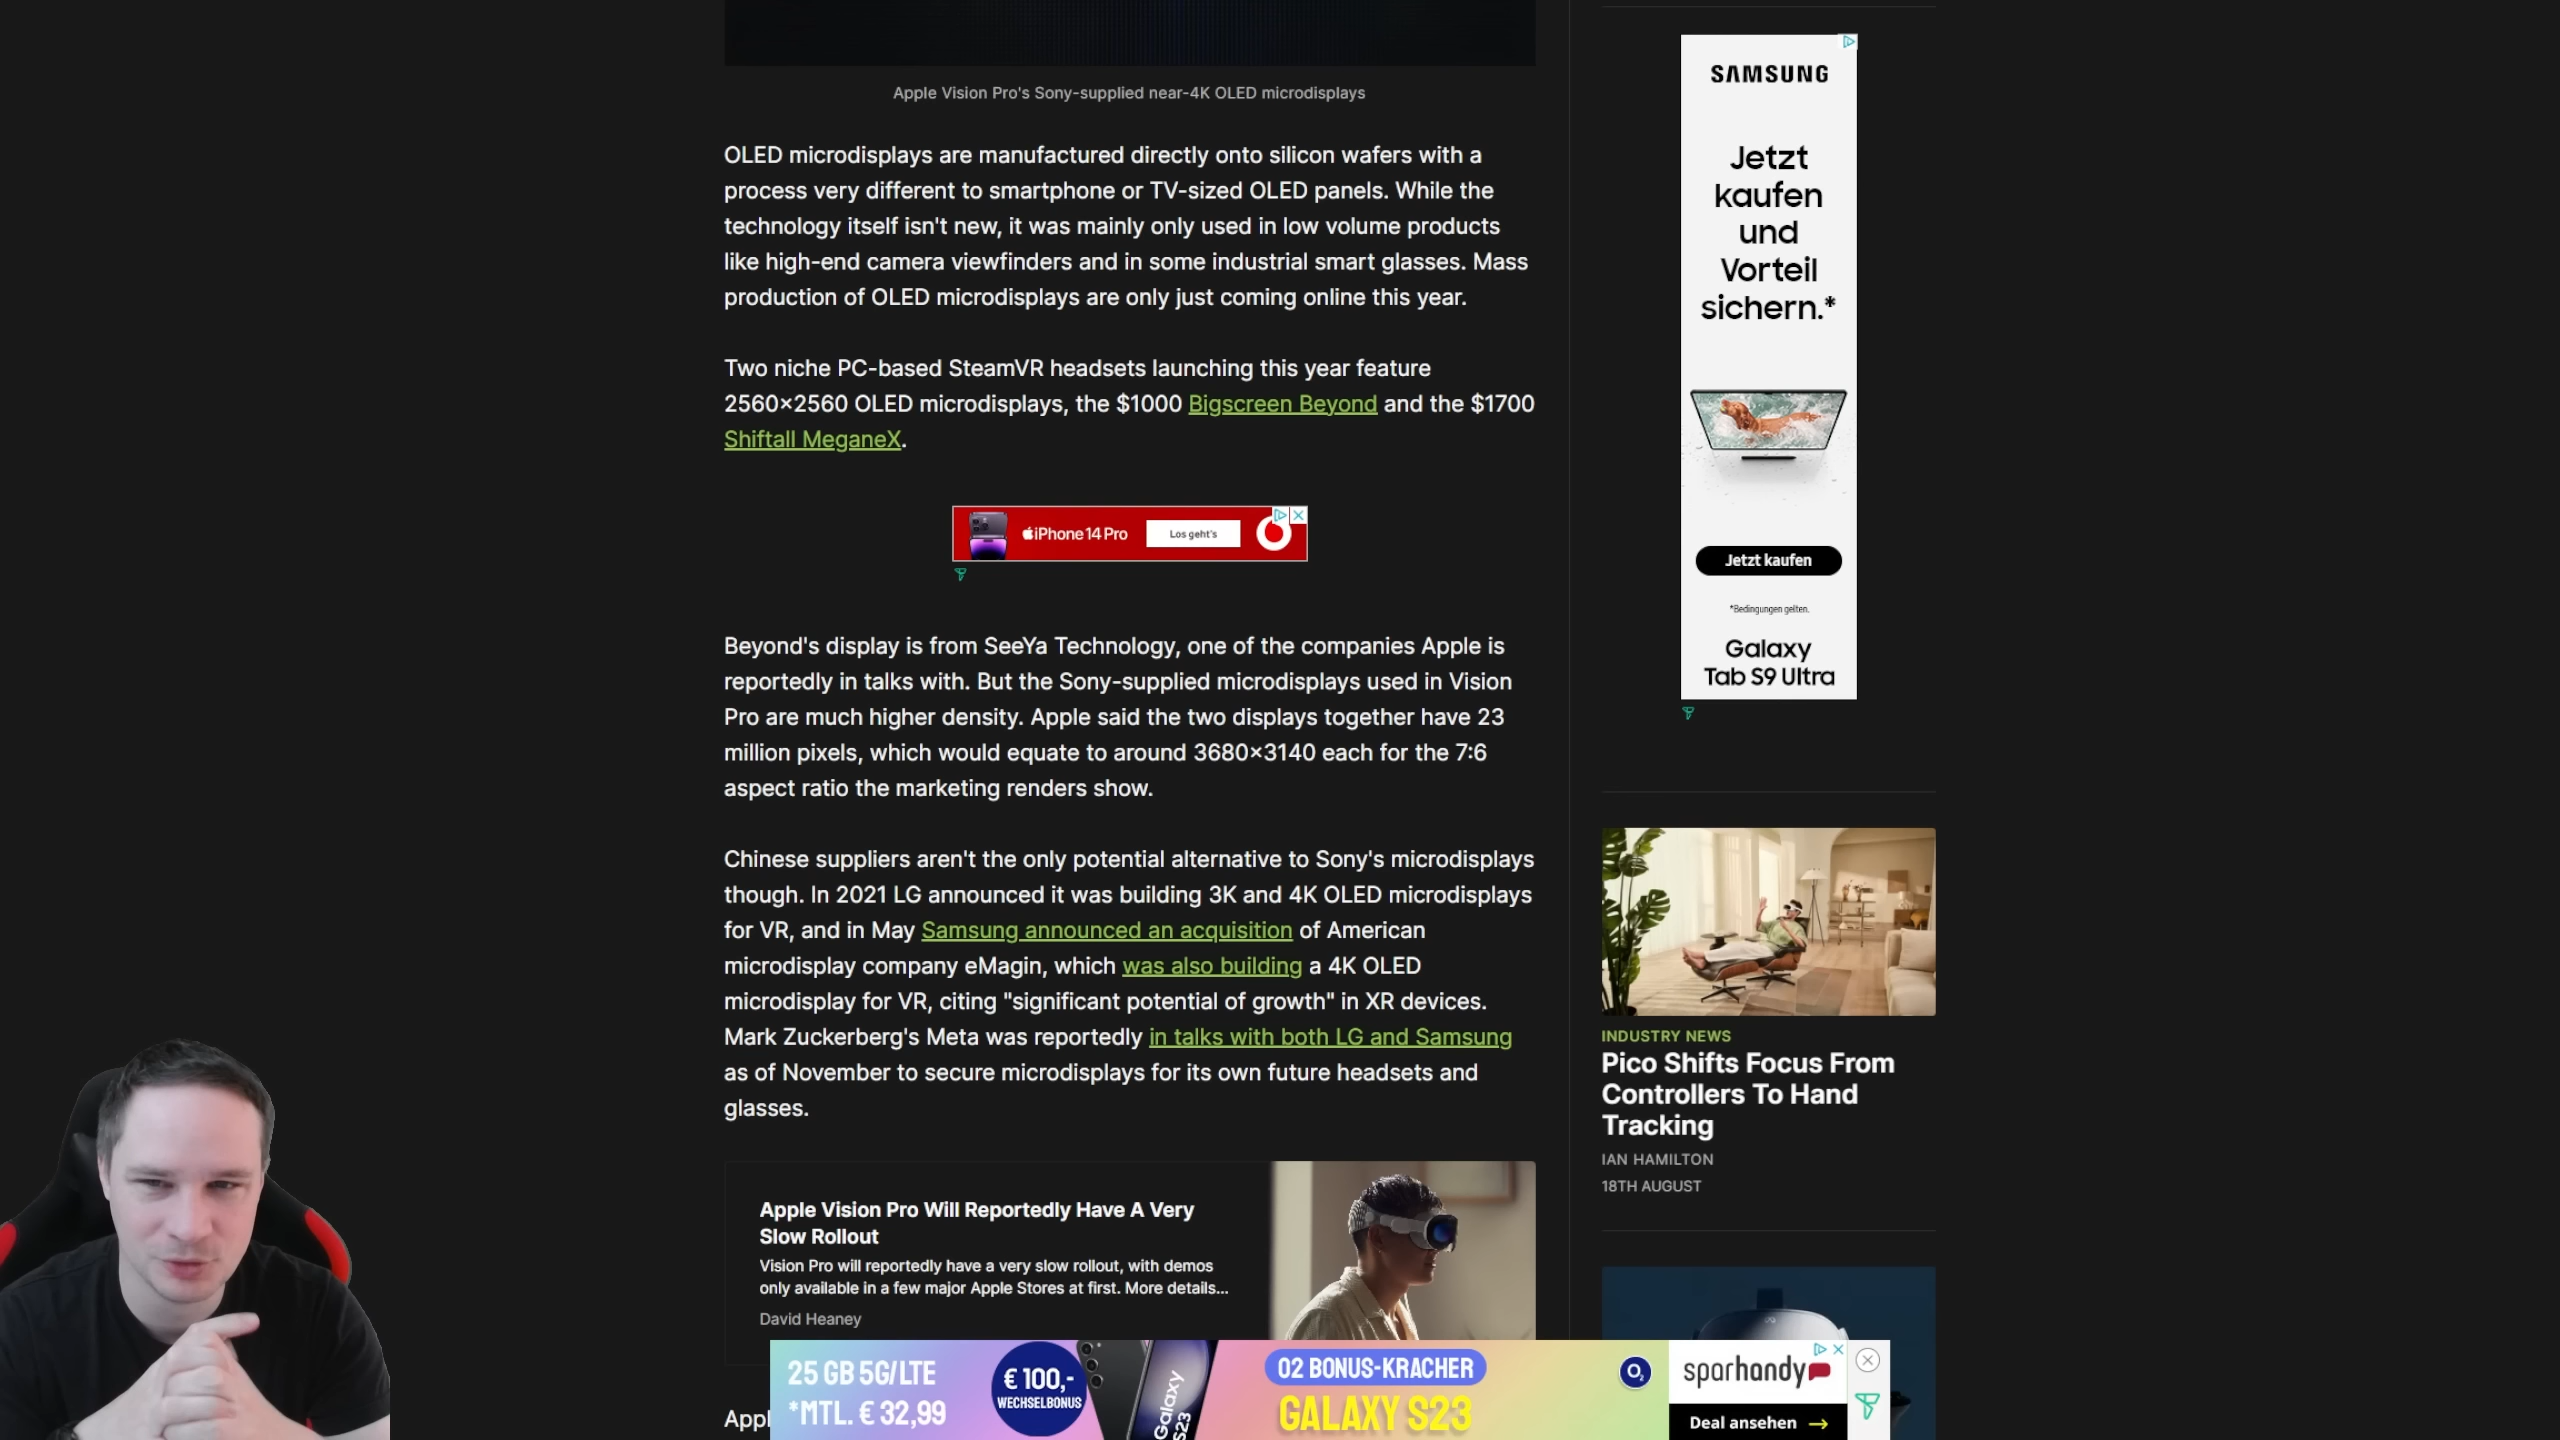 Apple Vision Pro's Sony-supplied near-4K OLED microdisplays
OLED microdisplays are manufactured directly onto silicon wafers with a
process very different to smartphone or TV-sized OLED panels. While the
technology itself isn't new, it was mainly only used in low volume products
like high-end camera viewfinders and in some industrial smart glasses. Mass
production of OLED microdisplays are only just coming online this year.
Two niche PC-based SteamVR headsets launching this year feature
2560×2560 OLED microdisplays, the $1000 Bigscreen Beyond and the $1700
Shiftall MeganeX.
iPhone 14 Pro
Los geht's
Beyond's display is from SeeYa Technology, one of the companies Apple is
reportedly in talks with. But the Sony-supplied microdisplays used in Vision
Pro are much higher density. Apple said the two displays together have 23
million pixels, which would equate to around 3680×3140 each for the 7:6
aspect ratio the marketing renders show.
Chinese suppliers aren't the only potential alternative to Sony's microdisplays
though. In 2021 LG announced it was building 3K and 4K OLED microdisplays
for VR, and in May Samsung announced an acquisition of American
microdisplay company eMagin, which was also building a 4K OLED
microdisplay for VR, citing "significant potential of growth" in XR devices.
Mark Zuckerberg's Meta was reportedly in talks with both LG and Samsung
as of November to secure microdisplays for its own future headsets and
glasses.
Apple Vision Pro Will Reportedly Have A Very
Slow Rollout
Vision Pro will reportedly have a very slow rollout, with demos
only available in a few major Apple Stores at first. More details...
David Heaney
Appl
SAMSUNG
Jetzt
kaufen
und
Vorteil
sichern.*
Jetzt kaufen
*Bedingungen gelten.
Galaxy
Tab S9 Ultra
INDUSTRY NEWS
Pico Shifts Focus From
Controllers To Hand
Tracking
IAN HAMILTON
18TH AUGUST
25 GB 5G/LTE
*MTL. € 32,99
€ 100,-
WECHSELBONUS
Galaxy
S23
O2 BONUS-KRACHER
GALAXY S23
O2
sparhandy
Deal ansehen →